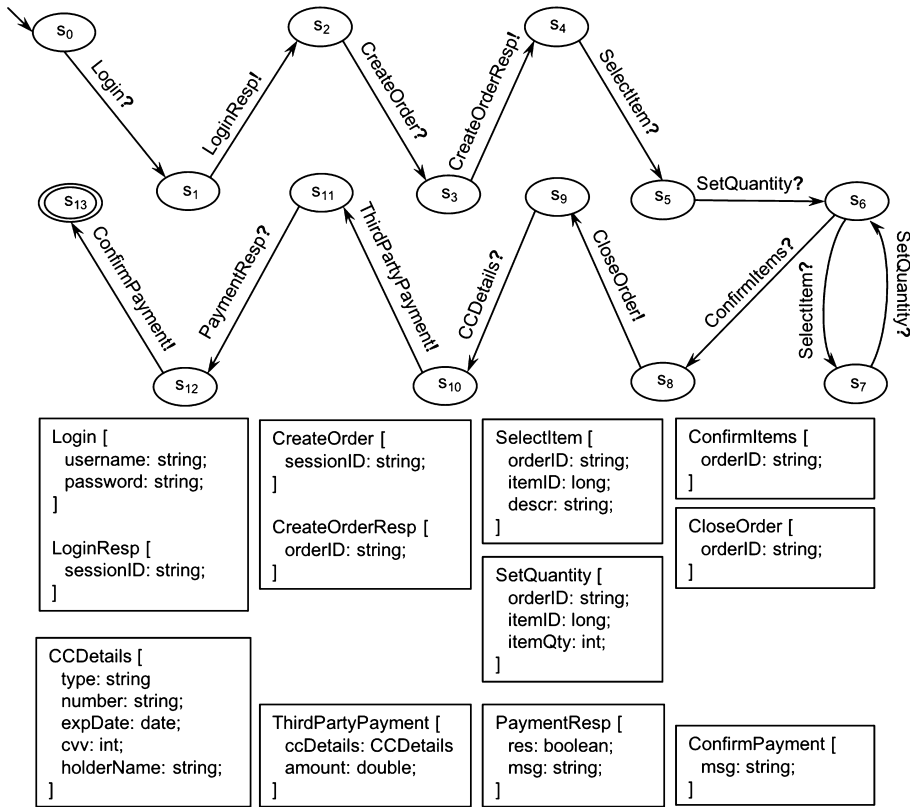 s0
s2
s4
Login?
LoginResp!
CreateOrder?
CreateOrderResp!
SelectItem?
s1
s3
s5
SetQuantity?
s6
s13
s11
s9
ConfirmPayment!
PaymentResp?
ThirdPartyPayment!
CCDetails?
CloseOrder!
ConfirmItems?
SelectItem?
SetQuantity?
s12
s10
s8
s7
Login [
username: string;
password: string;
]
LoginResp [
sessionID: string;
]
CreateOrder [
sessionID: string;
]
CreateOrderResp [
orderID: string;
]
SelectItem [
orderID: string;
itemID: long;
descr: string;
]
SetQuantity [
orderID: string;
itemID: long;
itemQty: int;
]
ConfirmItems [
orderID: string;
]
CloseOrder [
orderID: string;
]
CCDetails [
type: string
number: string;
expDate: date;
cvv: int;
holderName: string;
]
ThirdPartyPayment [
ccDetails: CCDetails
amount: double;
]
PaymentResp [
res: boolean;
msg: string;
]
ConfirmPayment [
msg: string;
]